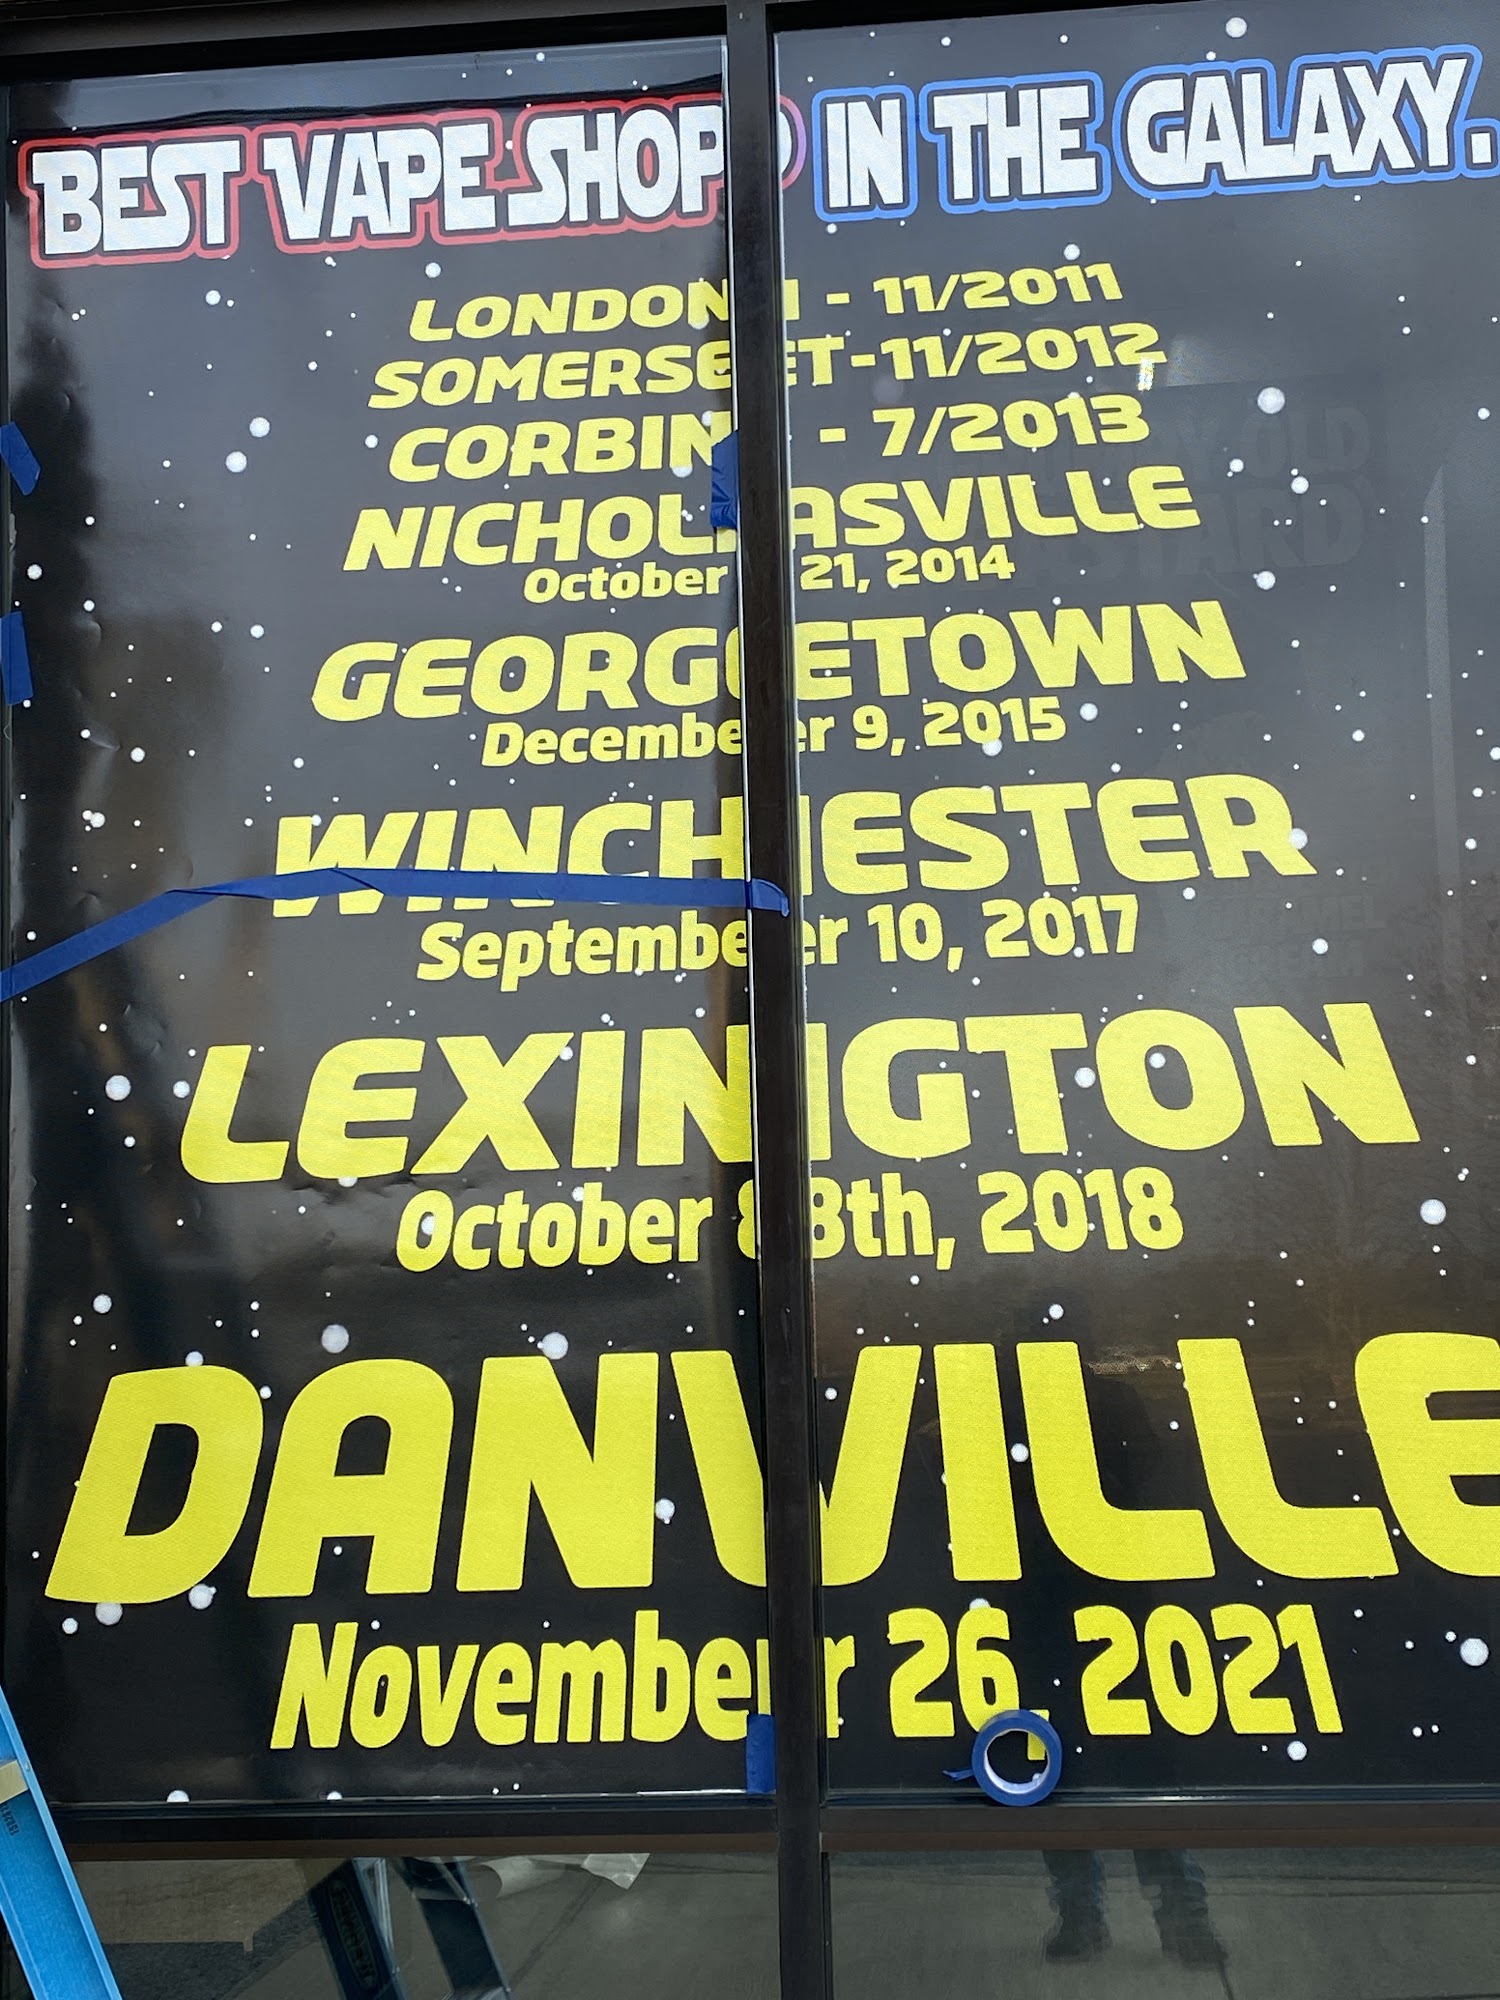 BEST VAPE SHOP IN THE GALAXY.
LONDON - 11/2011
SOMERSET-11/2012
CORBIN - 7/2013
NICHOLASVILLE
October 21, 2014
GEORGETOWN
December 9, 2015
WINCHESTER
September 10, 2017
LEXINGTON
October 8th, 2018
DANVILLE
November 26, 2021